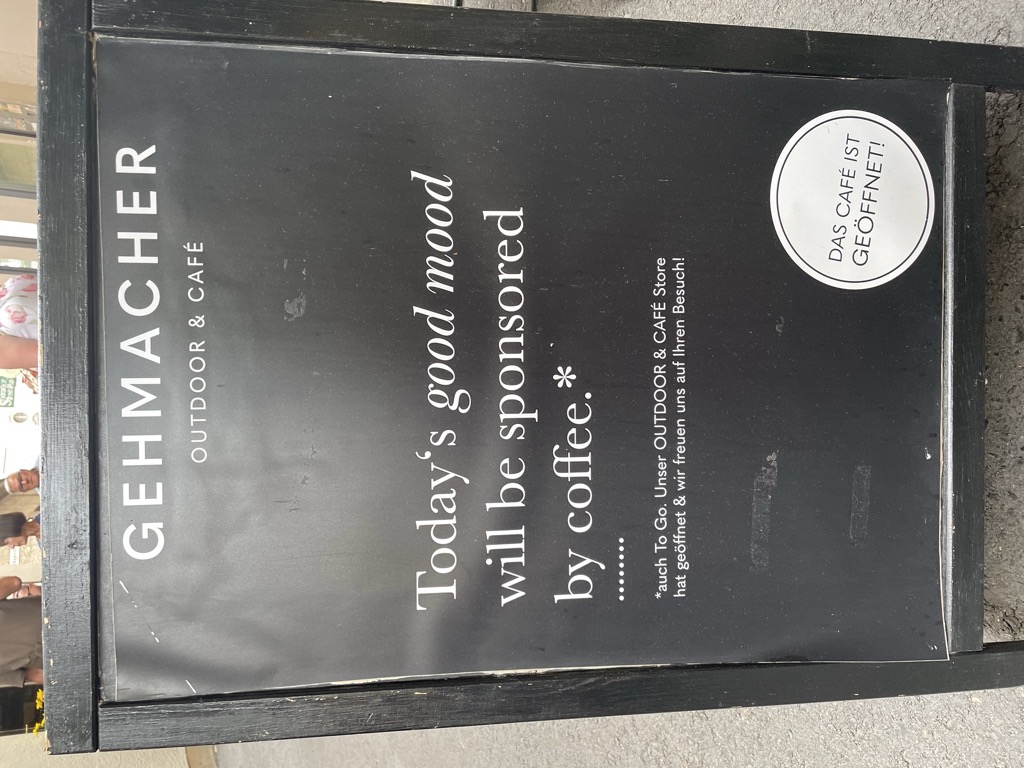 GEHMACHER
OUTDOOR & CAFÉ
Today‘s good mood
will be sponsored
by coffee.*
........
*auch To Go. Unser OUTDOOR & CAFÉ Store
hat geöffnet & wir freuen uns auf Ihren Besuch!
DAS CAFÉ IST
GEÖFFNET!